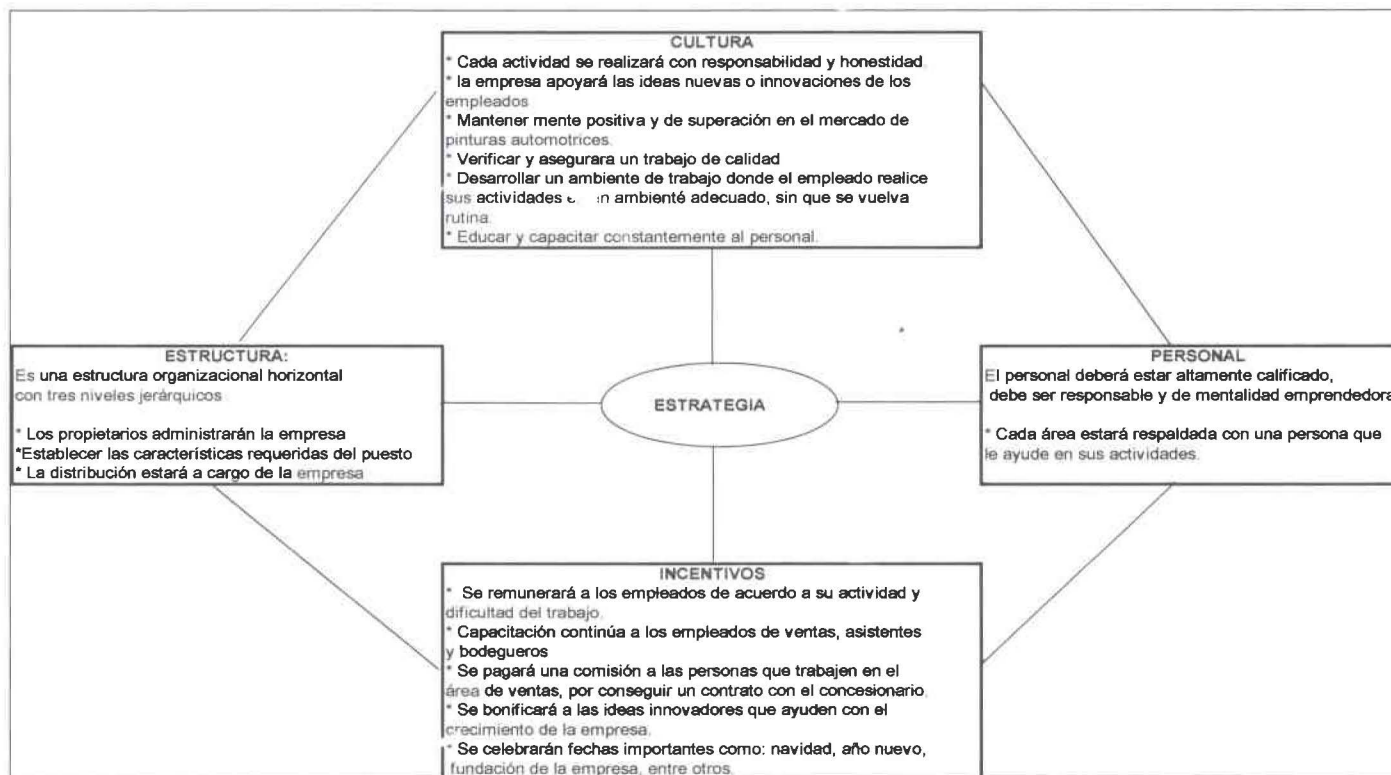 CULTURA
* Cada actividad se realizará con responsabilidad y honestidad.
* la empresa apoyará las ideas nuevas o innovaciones de los
empleados
* Mantener mente positiva y de superación en el mercado de
pinturas automotrices.
* Verificar y asegurara un trabajo de calidad
* Desarrollar un ambiente de trabajo donde el empleado realice
sus actividades ambienté adecuado, sin que se vuelva
rutina.
* Educar y capacitar constantemente al personal.
ESTRUCTURA:
Es una estructura organizacional horizontal
con tres niveles jerárquicos
* Los propietarios administrarán la empresa
*Establecer las características requeridas del puesto
* La distribución estará a cargo de la empresa
ESTRATEGIA
PERSONAL
El personal deberá estar altamente calificado,
debe ser responsable y de mentalidad emprendedora
* Cada área estará respaldada con una persona que
le ayude en sus actividades.
INCENTIVOS
* Se remunerará a los empleados de acuerdo a su actividad y
dificultad del trabajo.
* Capacitación continúa a los empleados de ventas, asistentes
y bodegueros
* Se pagará una comisión a las personas que trabajen en el
área de ventas, por conseguir un contrato con el concesionario.
* Se bonificará a las ideas innovadores que ayuden con el
crecimiento de la empresa.
* Se celebrarán fechas importantes como: navidad, año nuevo,
fundación de la empresa, entre otros.